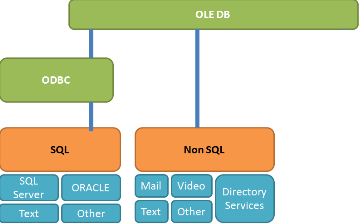 OLE DB
ODBC
SQL
Non SQL
SQL
Server
ORACLE
Text
Other
Mail
Video
Directory
Services
Text
Other